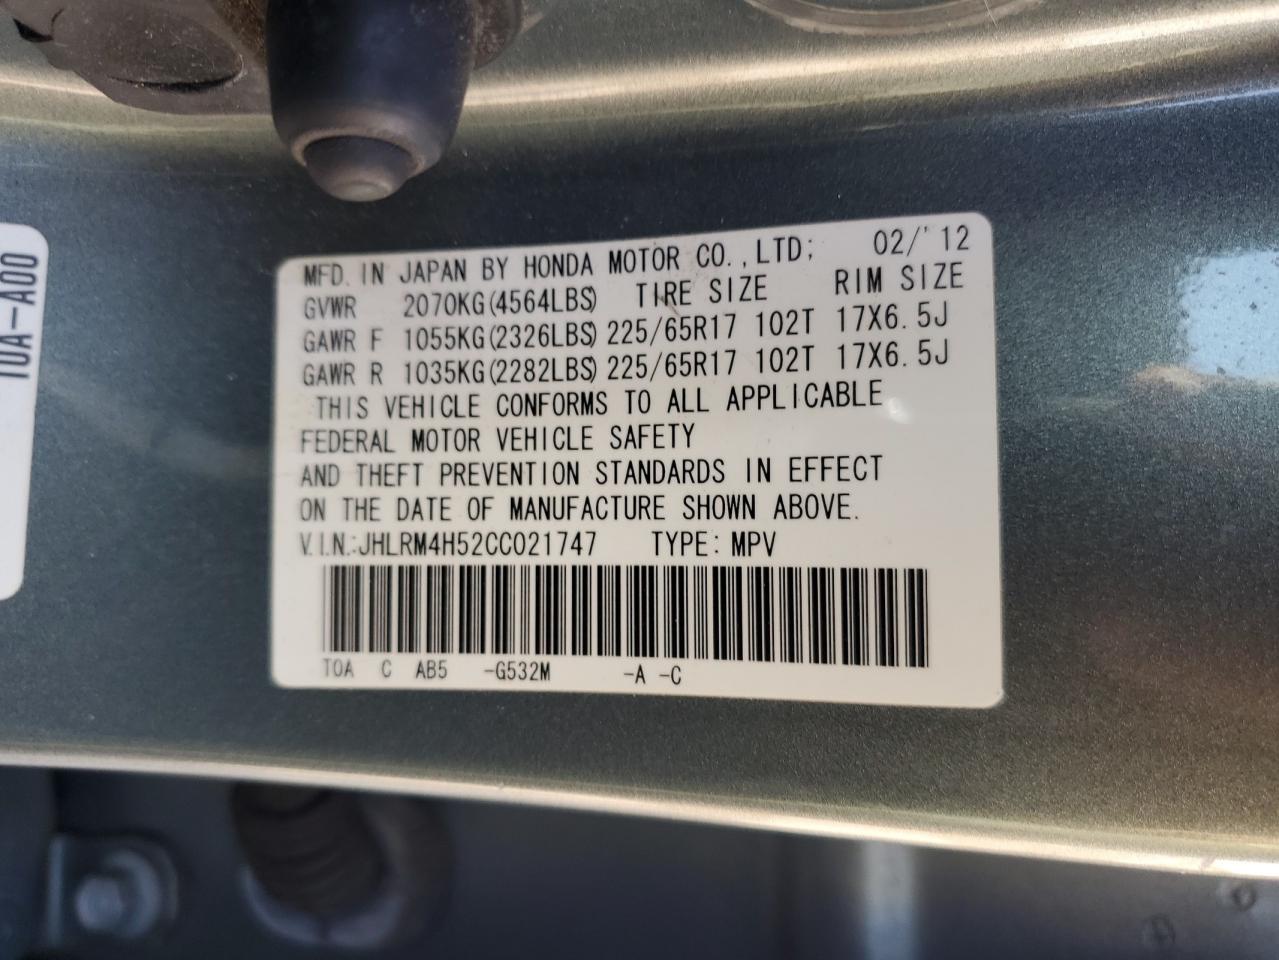 MFD. IN JAPAN BY HONDA MOTOR CO.,LTD; 02/'12
GVWR 2070KG(4564LBS) TIRE SIZE RIM SIZE
GAWR F 1055KG(2326LBS) 225/65R17 102T 17X6.5J
GAWR R 1035KG(2282LBS) 225/65R17 102T 17X6.5J
THIS VEHICLE CONFORMS TO ALL APPLICABLE
FEDERAL MOTOR VEHICLE SAFETY
AND THEFT PREVENTION STANDARDS IN EFFECT
ON THE DATE OF MANUFACTURE SHOWN ABOVE.
V.I.N.:JHLRM4H52CC021747 TYPE: MPV
TOA C AB5 -G532M -A -C
T0A-A00